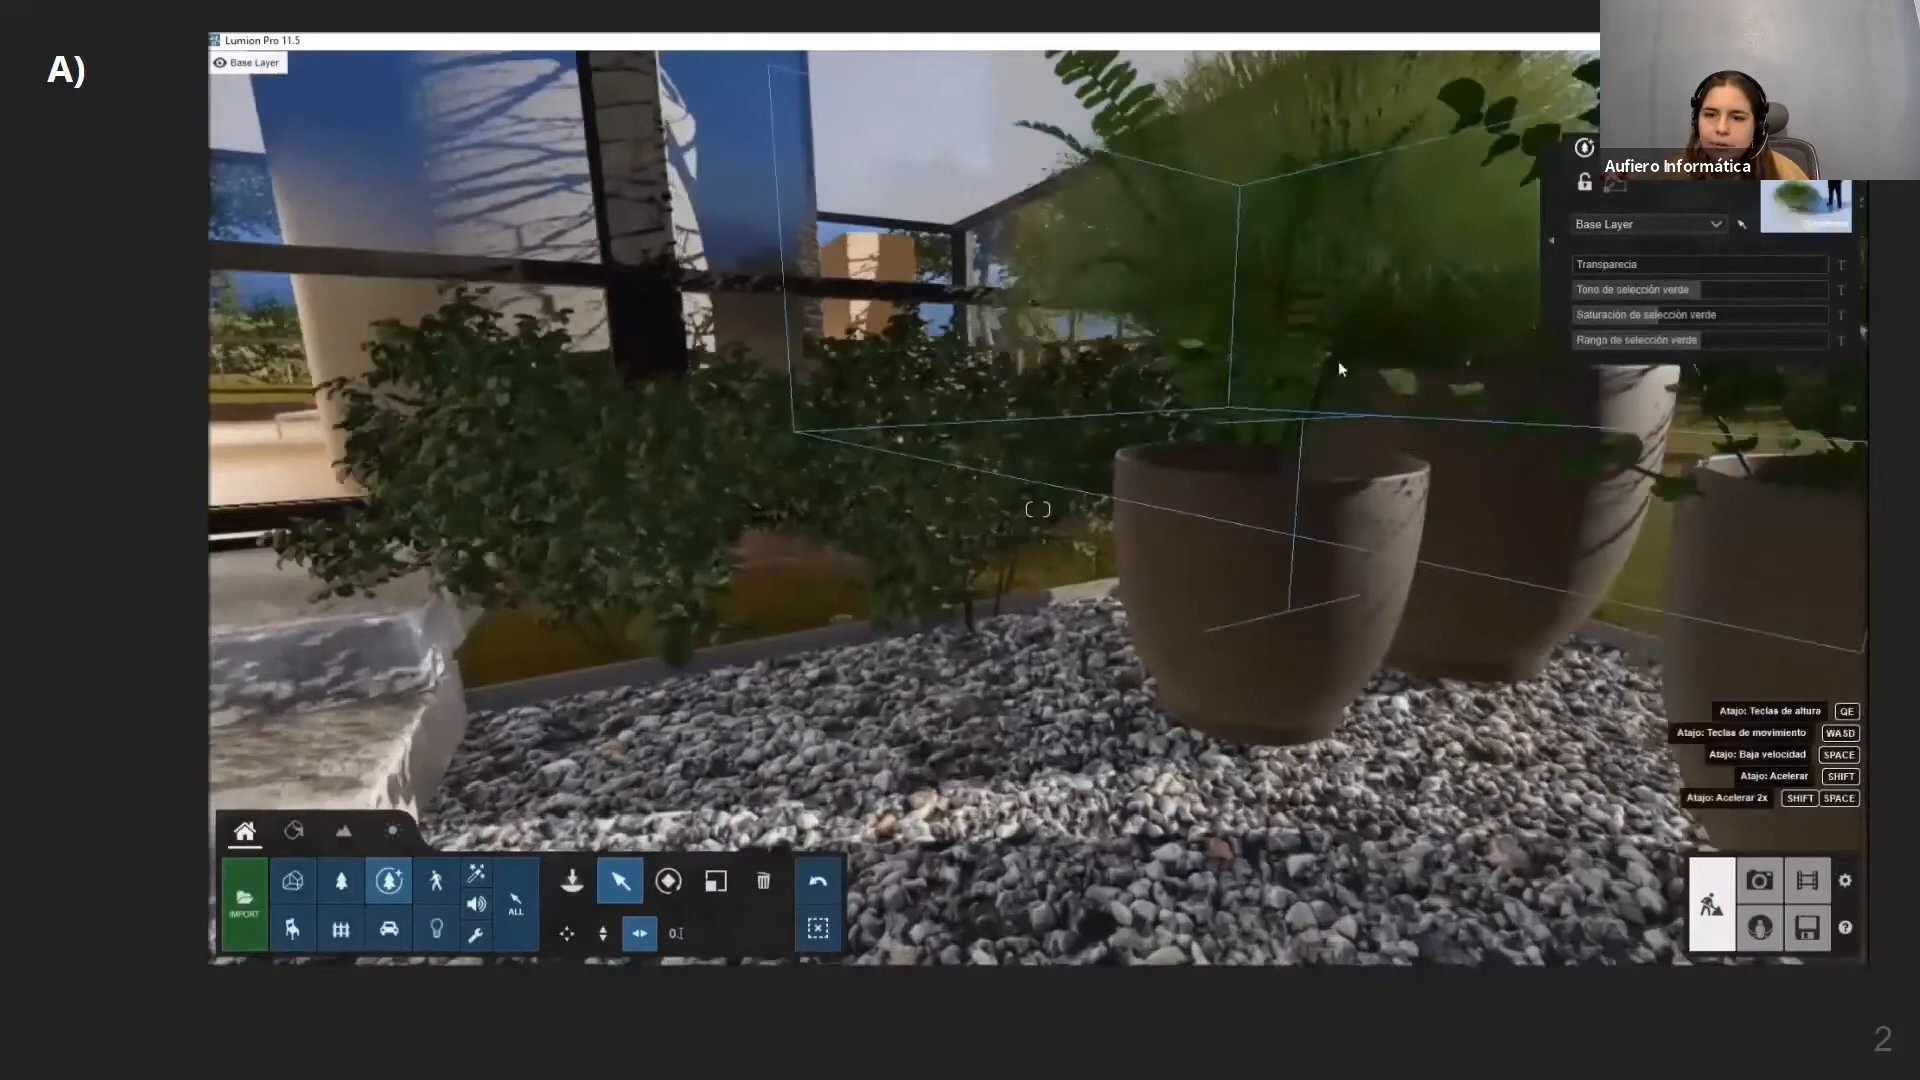 A)
Lumion Pro 11.5
Base Layer
Aufiero Informática
Base Layer
Transparecia
Tono de selección verde
Saturación de selección verde
Rango de selección verde
Atajo: Teclas de altura QE
Atajo: Teclas de movimiento WASD
Atajo: Baja velocidad SPACE
Atajo: Acelerar SHIFT
Atajo: Acelerar 2x SHIFT SPACE
IMPORT
ALL
2